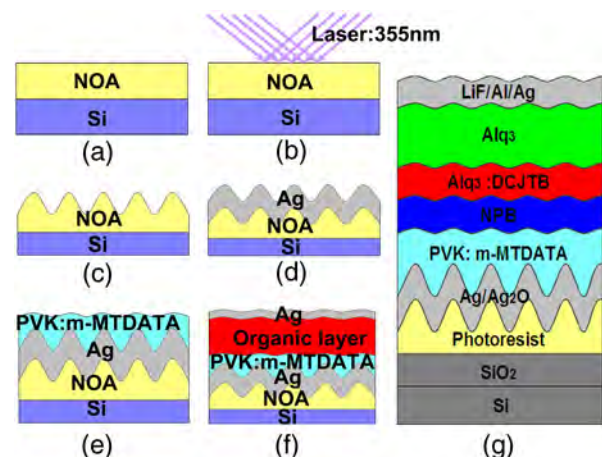 Laser:355nm
NOA
Si
(a)
NOA
Si
(b)
NOA
Si
(c)
Ag
NOA
Si
(d)
PVK:m-MTDATA
Ag
NOA
Si
(e)
Ag
Organic layer
PVK:m-MTDATA
Ag
NOA
Si
(f)
LiF/Al/Ag
Alq₃
Alq₃ :DCJTB
NPB
PVK: m-MTDATA
Ag/Ag₂O
Photoresist
SiO₂
Si
(g)